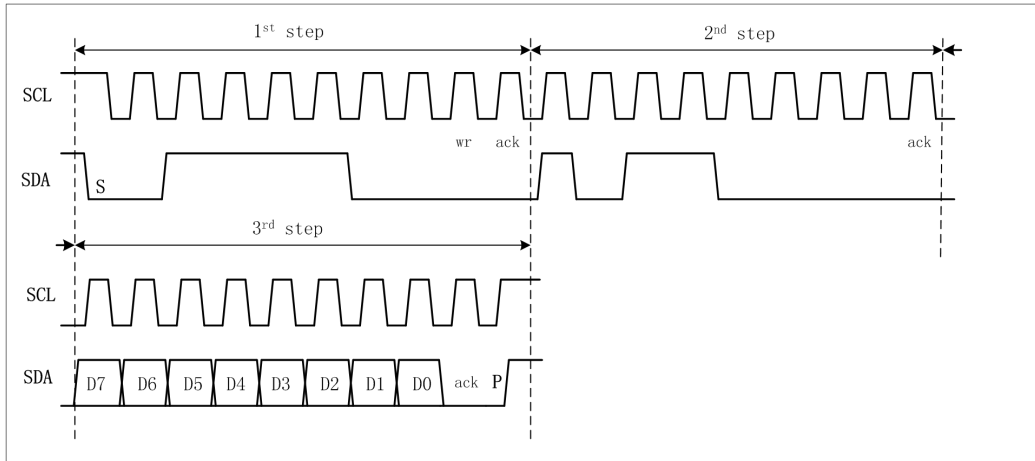 1st step
2nd step
SCL
wr ack
ack
SDA
S
3rd step
SCL
SDA
D7 D6 D5 D4 D3 D2 D1 D0 ack P